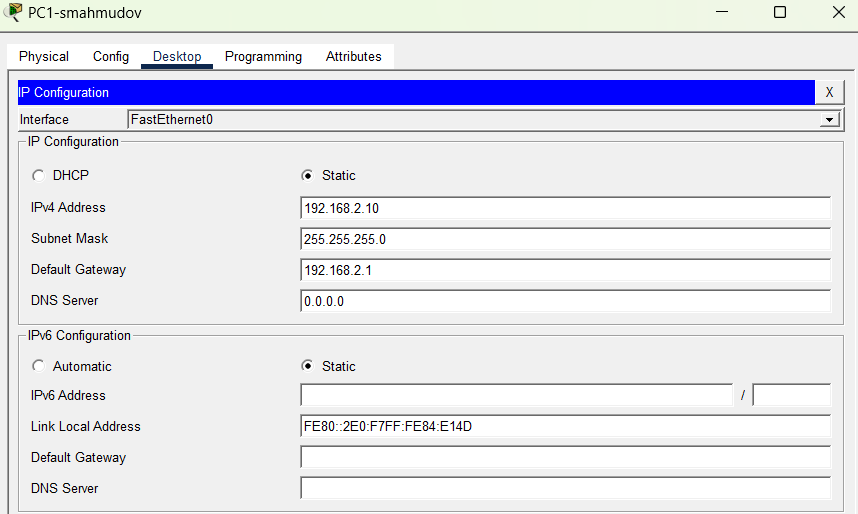 PC1-smahmudov
Physical Config Desktop Programming Attributes
IP Configuration X
Interface FastEthernet0
IP Configuration
DHCP Static
IPv4 Address 192.168.2.10
Subnet Mask 255.255.255.0
Default Gateway 192.168.2.1
DNS Server 0.0.0.0
IPv6 Configuration
Automatic Static
IPv6 Address /
Link Local Address FE80::2E0:F7FF:FE84:E14D
Default Gateway
DNS Server